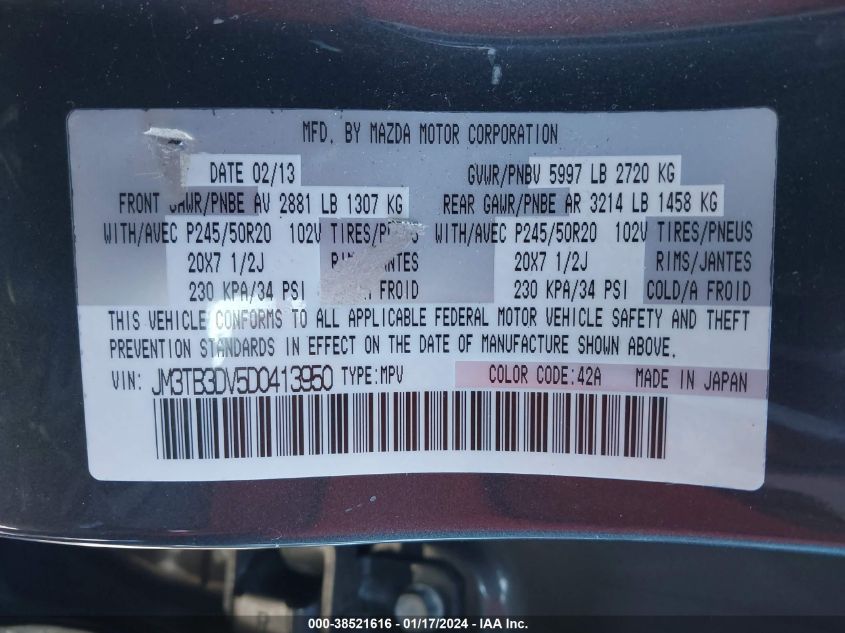 MFD. BY MAZDA MOTOR CORPORATION
DATE 02/13 GVWR/PNBV 5997 LB 2720 KG
FRONT GAWR/PNBE AV 2881 LB 1307 KG REAR GAWR/PNBE AR 3214 LB 1458 KG
WITH/AVEC P245/50R20 102V TIRES/PNEUS WITH/AVEC P245/50R20 102V TIRES/PNEUS
20X7 1/2J RIMS/JANTES 20X7 1/2J RIMS/JANTES
230 KPA/34 PSI FROID 230 KPA/34 PSI COLD/A FROID
THIS VEHICLE CONFORMS TO ALL APPLICABLE FEDERAL MOTOR VEHICLE SAFETY AND THEFT
PREVENTION STANDARDS IN EFFECT ON THE DATE OF MANUFACTURE SHOWN ABOVE.
VIN: JM3TB3DV5D0413950 TYPE:MPV COLOR CODE:42A MADE IN JAPAN
000-38521616 - 01/17/2024 - IAA Inc.